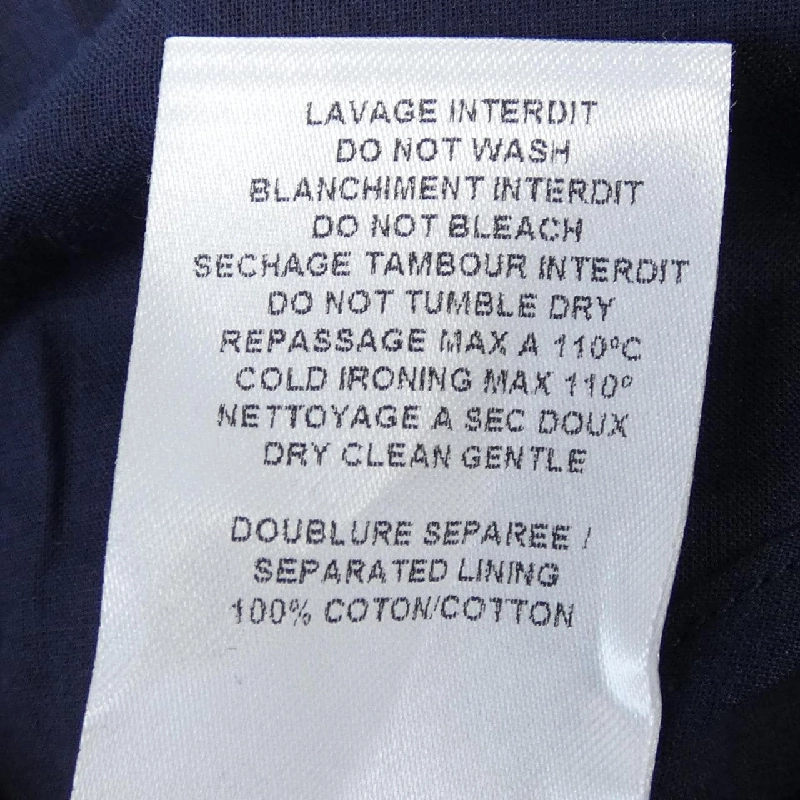 LAVAGE INTERDIT
DO NOT WASH
BLANCHIMENT INTERDIT
DO NOT BLEACH
SECHAGE TAMBOUR INTERDIT
DO NOT TUMBLE DRY
REPASSAGE MAX A 110°C
COLD IRONING MAX 110°
NETTOYAGE A SEC DOUX
DRY CLEAN GENTLE
DOUBLURE SEPAREE /
SEPARATED LINING
100% COTON/COTTON